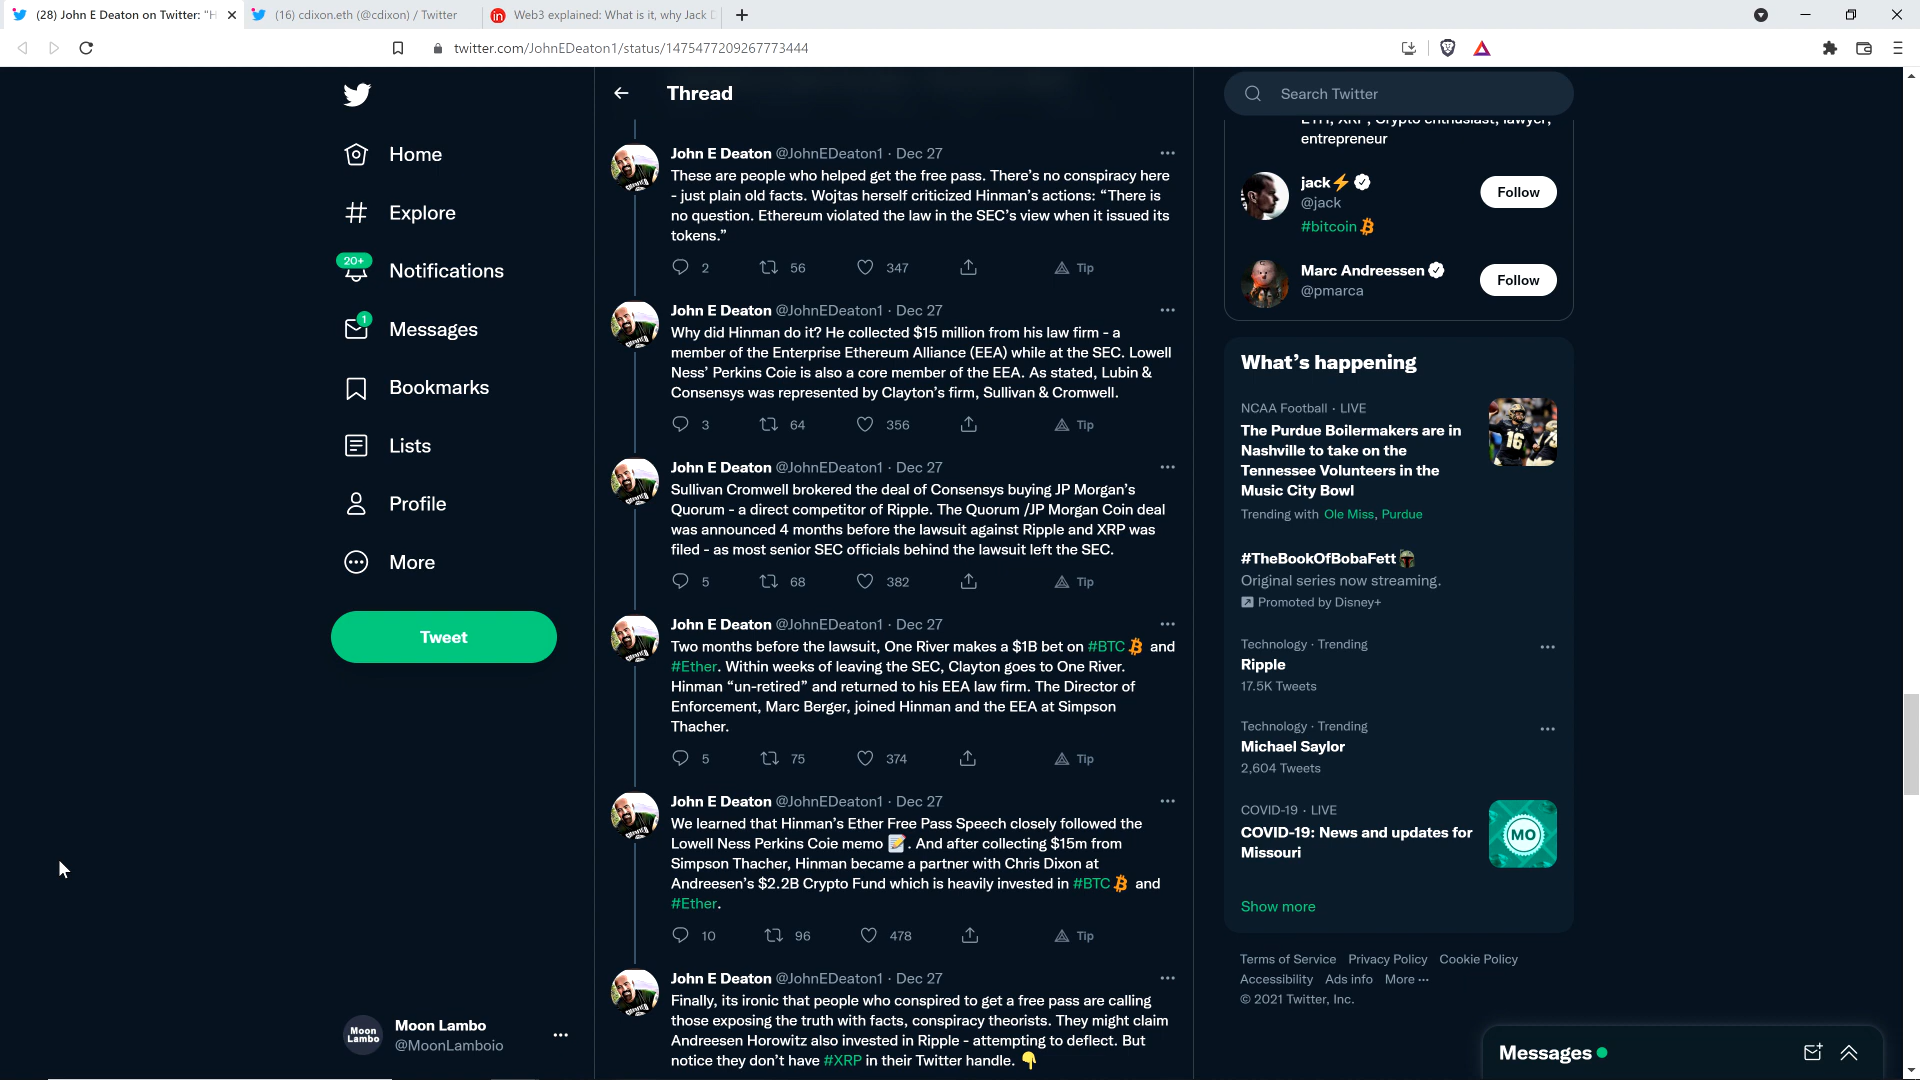 (28) John E Deaton on Twitter: "H
(16) cdixon.eth (@cdixon) / Twitter
Web3 explained: What is it, why Jack D
twitter.com/JohnEDeaton1/status/1475477209267773444
Home
Explore
20+
Notifications
1
Messages
Bookmarks
Lists
Profile
More
Tweet
Moon Lambo
Moon Lambo
@MoonLamboio
Thread
John E Deaton @JohnEDeaton1 · Dec 27
These are people who helped get the free pass. There's no conspiracy here
- just plain old facts. Wojtas herself criticized Hinman's actions: "There is
no question. Ethereum violated the law in the SEC's view when it issued its
tokens."
2 56 347 Tip
John E Deaton @JohnEDeaton1 · Dec 27
Why did Hinman do it? He collected $15 million from his law firm - a
member of the Enterprise Ethereum Alliance (EEA) while at the SEC. Lowell
Ness' Perkins Coie is also a core member of the EEA. As stated, Lubin &
Consensys was represented by Clayton's firm, Sullivan & Cromwell.
3 64 356 Tip
John E Deaton @JohnEDeaton1 · Dec 27
Sullivan Cromwell brokered the deal of Consensys buying JP Morgan's
Quorum - a direct competitor of Ripple. The Quorum /JP Morgan Coin deal
was announced 4 months before the lawsuit against Ripple and XRP was
filed - as most senior SEC officials behind the lawsuit left the SEC.
5 68 382 Tip
John E Deaton @JohnEDeaton1 · Dec 27
Two months before the lawsuit, One River makes a $1B bet on #BTC and
#Ether. Within weeks of leaving the SEC, Clayton goes to One River.
Hinman "un-retired" and returned to his EEA law firm. The Director of
Enforcement, Marc Berger, joined Hinman and the EEA at Simpson
Thacher.
5 75 374 Tip
John E Deaton @JohnEDeaton1 · Dec 27
We learned that Hinman's Ether Free Pass Speech closely followed the
Lowell Ness Perkins Coie memo 📝. And after collecting $15m from
Simpson Thacher, Hinman became a partner with Chris Dixon at
Andreesen's $2.2B Crypto Fund which is heavily invested in #BTC and
#Ether.
10 96 478 Tip
John E Deaton @JohnEDeaton1 · Dec 27
Finally, its ironic that people who conspired to get a free pass are calling
those exposing the truth with facts, conspiracy theorists. They might claim
Andreesen Horowitz also invested in Ripple - attempting to deflect. But
notice they don't have #XRP in their Twitter handle. 👇
Search Twitter
ETH, XRP, Crypto enthusiast, lawyer,
entrepreneur
jack⚡
@jack
#bitcoin
Follow
Marc Andreessen
@pmarca
Follow
What's happening
NCAA Football · LIVE
The Purdue Boilermakers are in
Nashville to take on the
Tennessee Volunteers in the
Music City Bowl
Trending with Ole Miss, Purdue
16
#TheBookOfBobaFett
Original series now streaming.
Promoted by Disney+
Technology · Trending
Ripple
17.5K Tweets
Technology · Trending
Michael Saylor
2,604 Tweets
COVID-19 · LIVE
COVID-19: News and updates for
Missouri
MO
Show more
Terms of Service Privacy Policy Cookie Policy
Accessibility Ads info More ···
© 2021 Twitter, Inc.
Messages